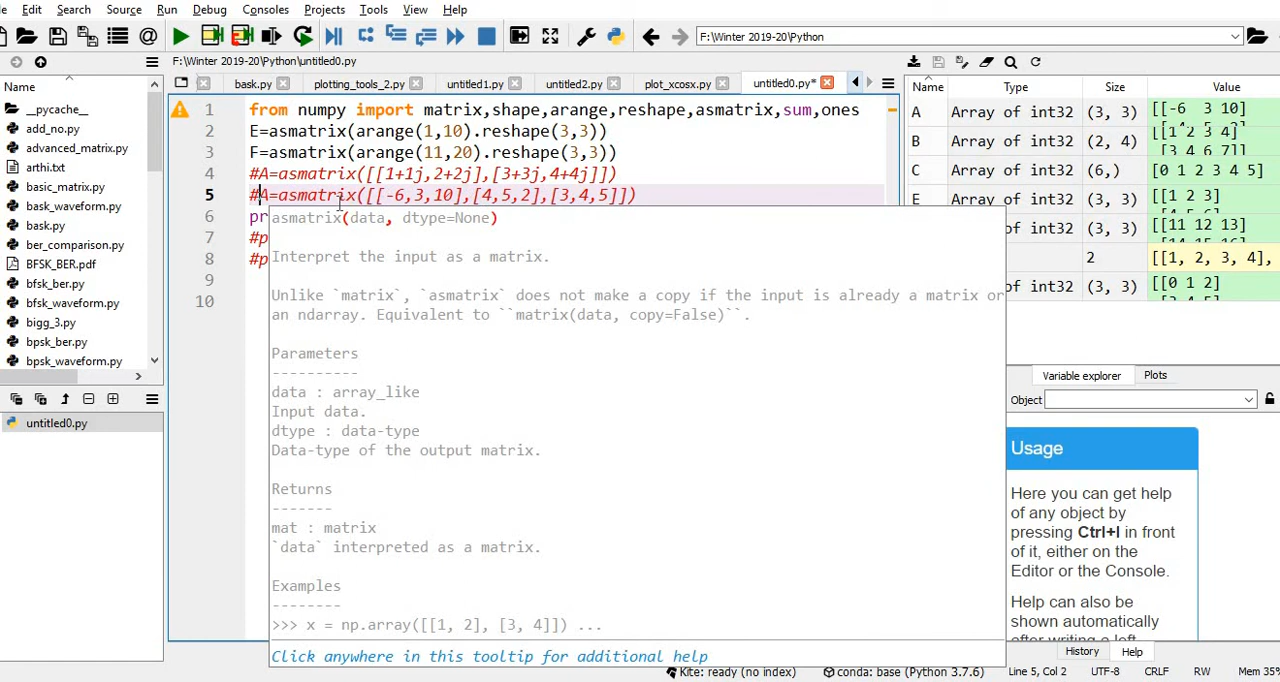 File Edit Search Source Run Debug Consoles Projects Tools View Help
F:\Winter 2019-20\Python
F:\Winter 2019-20\Python\untitled0.py
bask.py plotting_tools_2.py untitled1.py untitled2.py plot_xcosx.py untitled0.py*
Name
__pycache__
add_no.py
advanced_matrix.py
arthi.txt
basic_matrix.py
bask_waveform.py
bask.py
ber_comparison.py
BFSK_BER.pdf
bfsk_ber.py
bfsk_waveform.py
bigg_3.py
bpsk_ber.py
bpsk_waveform.py
untitled0.py
1 from numpy import matrix,shape,arange,reshape,asmatrix,sum,ones
2 E=asmatrix(arange(1,10).reshape(3,3))
3 F=asmatrix(arange(11,20).reshape(3,3))
4 #A=asmatrix([[1+1j,2+2j],[3+3j,4+4j]])
5 #A=asmatrix([[-6,3,10],[4,5,2],[3,4,5]])
6 pr
7 #p
8 #p
9
10
asmatrix(data, dtype=None)
Interpret the input as a matrix.
Unlike `matrix`, `asmatrix` does not make a copy if the input is already a matrix or
an ndarray. Equivalent to ``matrix(data, copy=False)``.
Parameters
----------
data : array_like
Input data.
dtype : data-type
Data-type of the output matrix.
Returns
-------
mat : matrix
`data` interpreted as a matrix.
Examples
--------
>>> x = np.array([[1, 2], [3, 4]]) ...
Click anywhere in this tooltip for additional help
Name Type Size Value
A Array of int32 (3, 3) [[-6 3 10]
B Array of int32 (2, 4) [[1 2 3 4]
[3 4 6 7]]
C Array of int32 (6,) [0 1 2 3 4 5]
E Array of int32 (3, 3) [[1 2 3]
of int32 (3, 3) [[11 12 13]
2 [[1, 2, 3, 4],
of int32 (3, 3) [[0 1 2]
Variable explorer Plots
Object
Usage
Here you can get help
of any object by
pressing Ctrl+I in front
of it, either on the
Editor or the Console.
Help can also be
shown automatically
History Help
Kite: ready (no index) conda: base (Python 3.7.6) Line 5, Col 2 UTF-8 CRLF RW Mem 35%